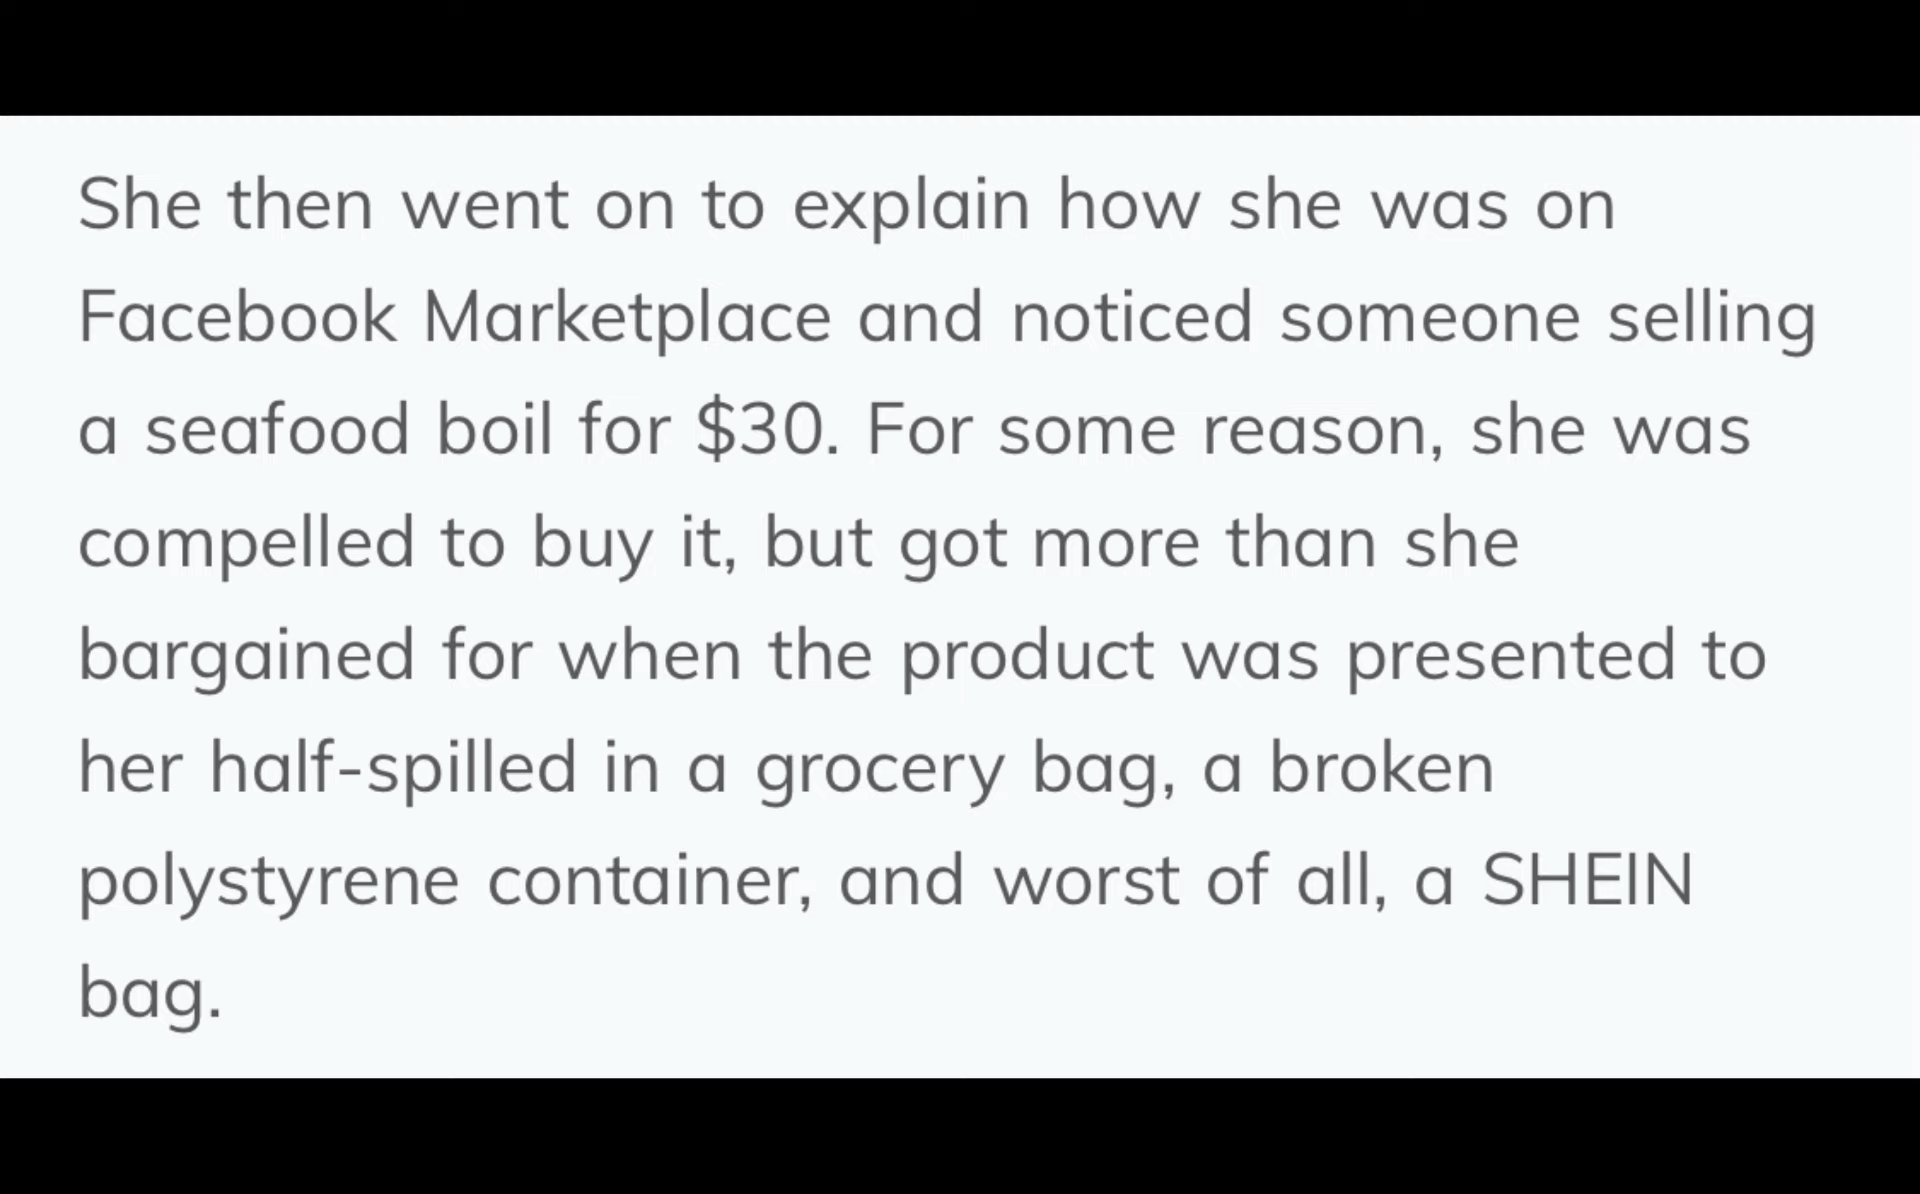 She then went on to explain how she was on
Facebook Marketplace and noticed someone selling
a seafood boil for $30. For some reason, she was
compelled to buy it, but got more than she
bargained for when the product was presented to
her half-spilled in a grocery bag, a broken
polystyrene container, and worst of all, a SHEIN
bag.